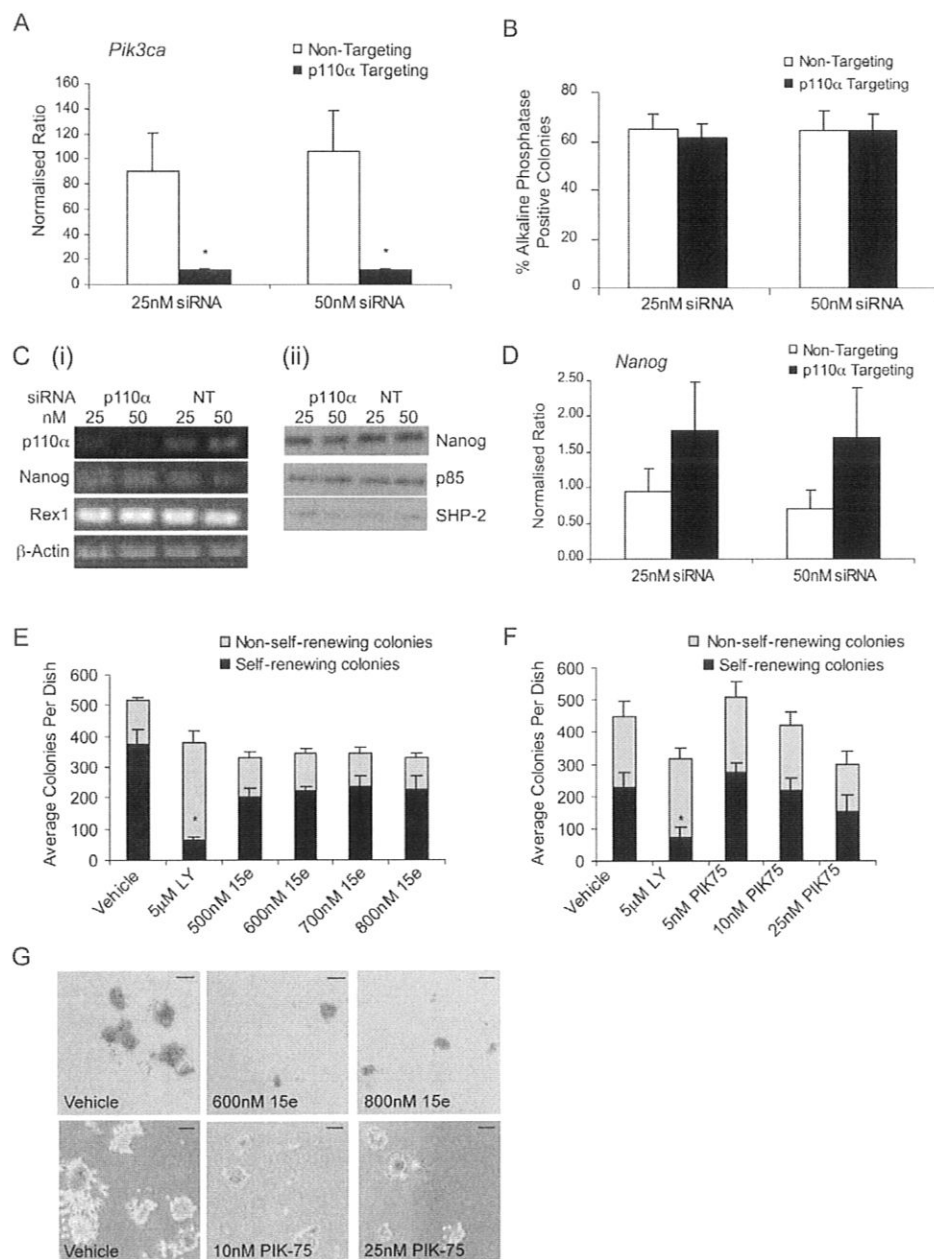 A
Pik3ca
Non-Targeting
p110α Targeting
Normalised Ratio
160
140
120
100
80
60
40
20
0
*
*
25nM siRNA
50nM siRNA
B
Non-Targeting
p110α Targeting
% Alkaline Phosphatase
Positive Colonies
80
60
40
20
0
25nM siRNA
50nM siRNA
C (i)
siRNA p110α NT
nM 25 50 25 50
p110α
Nanog
Rex1
β-Actin
(ii)
p110α NT
25 50 25 50
Nanog
p85
SHP-2
D
Nanog
Non-Targeting
p110α Targeting
Normalised Ratio
2.50
2.00
1.50
1.00
0.50
0.00
25nM siRNA
50nM siRNA
E
Non-self-renewing colonies
Self-renewing colonies
Average Colonies Per Dish
600
500
400
300
200
100
0
*
Vehicle
5μM LY
500nM 15e
600nM 15e
700nM 15e
800nM 15e
F
Non-self-renewing colonies
Self-renewing colonies
Average Colonies Per Dish
600
500
400
300
200
100
0
*
Vehicle
5μM LY
5nM PIK75
10nM PIK75
25nM PIK75
G
Vehicle
600nM 15e
800nM 15e
Vehicle
10nM PIK-75
25nM PIK-75